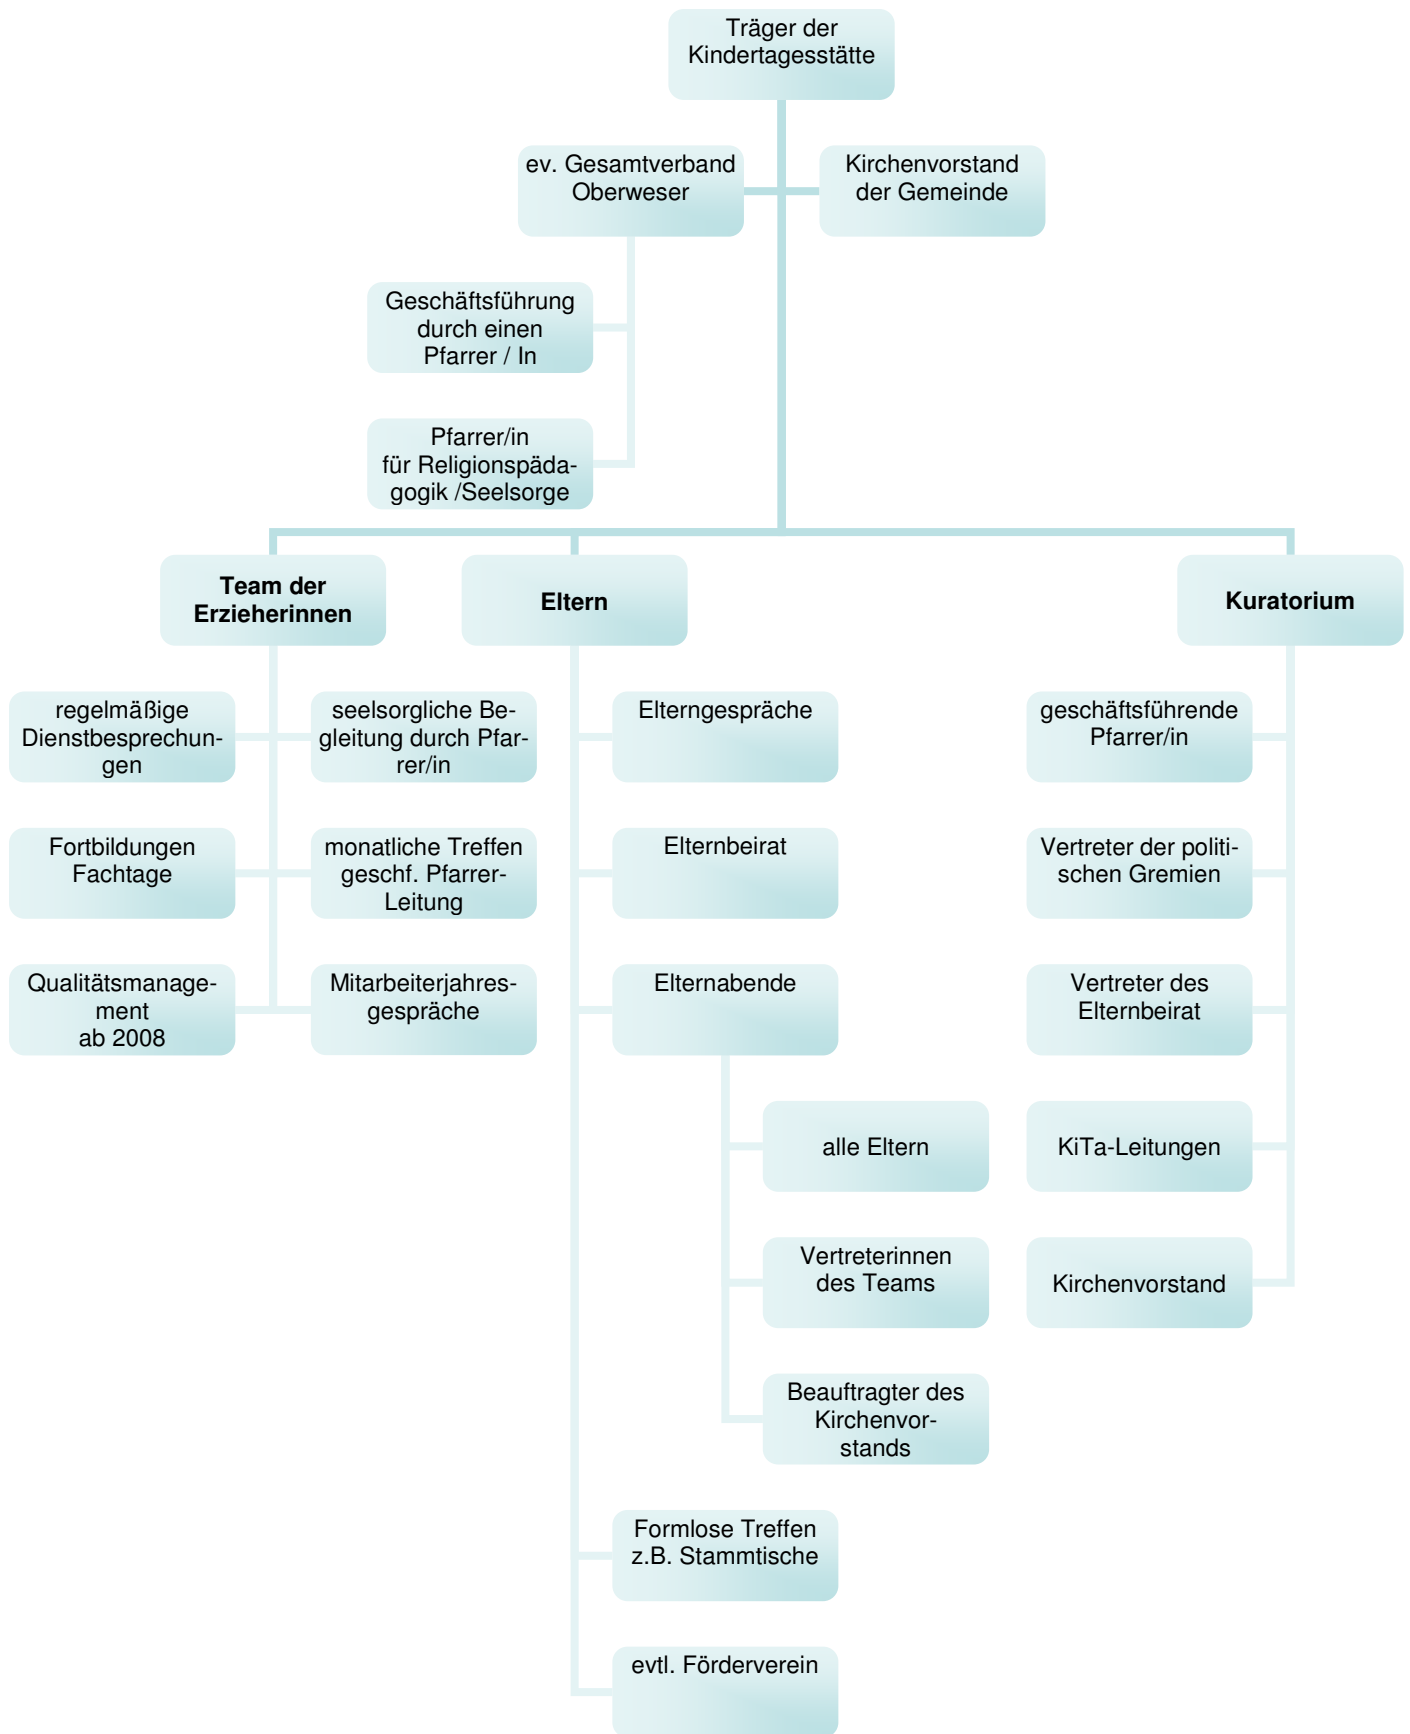 Träger der
Kindertagesstätte
ev. Gesamtverband
Oberweser
Kirchenvorstand
der Gemeinde
Geschäftsführung
durch einen
Pfarrer / In
Pfarrer/in
für Religionspäda-
gogik /Seelsorge
Team der
Erzieherinnen
Eltern
Kuratorium
regelmäßige
Dienstbesprechun-
gen
seelsorgliche Be-
gleitung durch Pfar-
rer/in
Elterngespräche
geschäftsführende
Pfarrer/in
Fortbildungen
Fachtage
monatliche Treffen
geschf. Pfarrer-
Leitung
Elternbeirat
Vertreter der politi-
schen Gremien
Qualitätsmanage-
ment
ab 2008
Mitarbeiterjahres-
gespräche
Elternabende
Vertreter des
Elternbeirat
alle Eltern
KiTa-Leitungen
Vertreterinnen
des Teams
Kirchenvorstand
Beauftragter des
Kirchenvor-
stands
Formlose Treffen
z.B. Stammtische
evtl. Förderverein